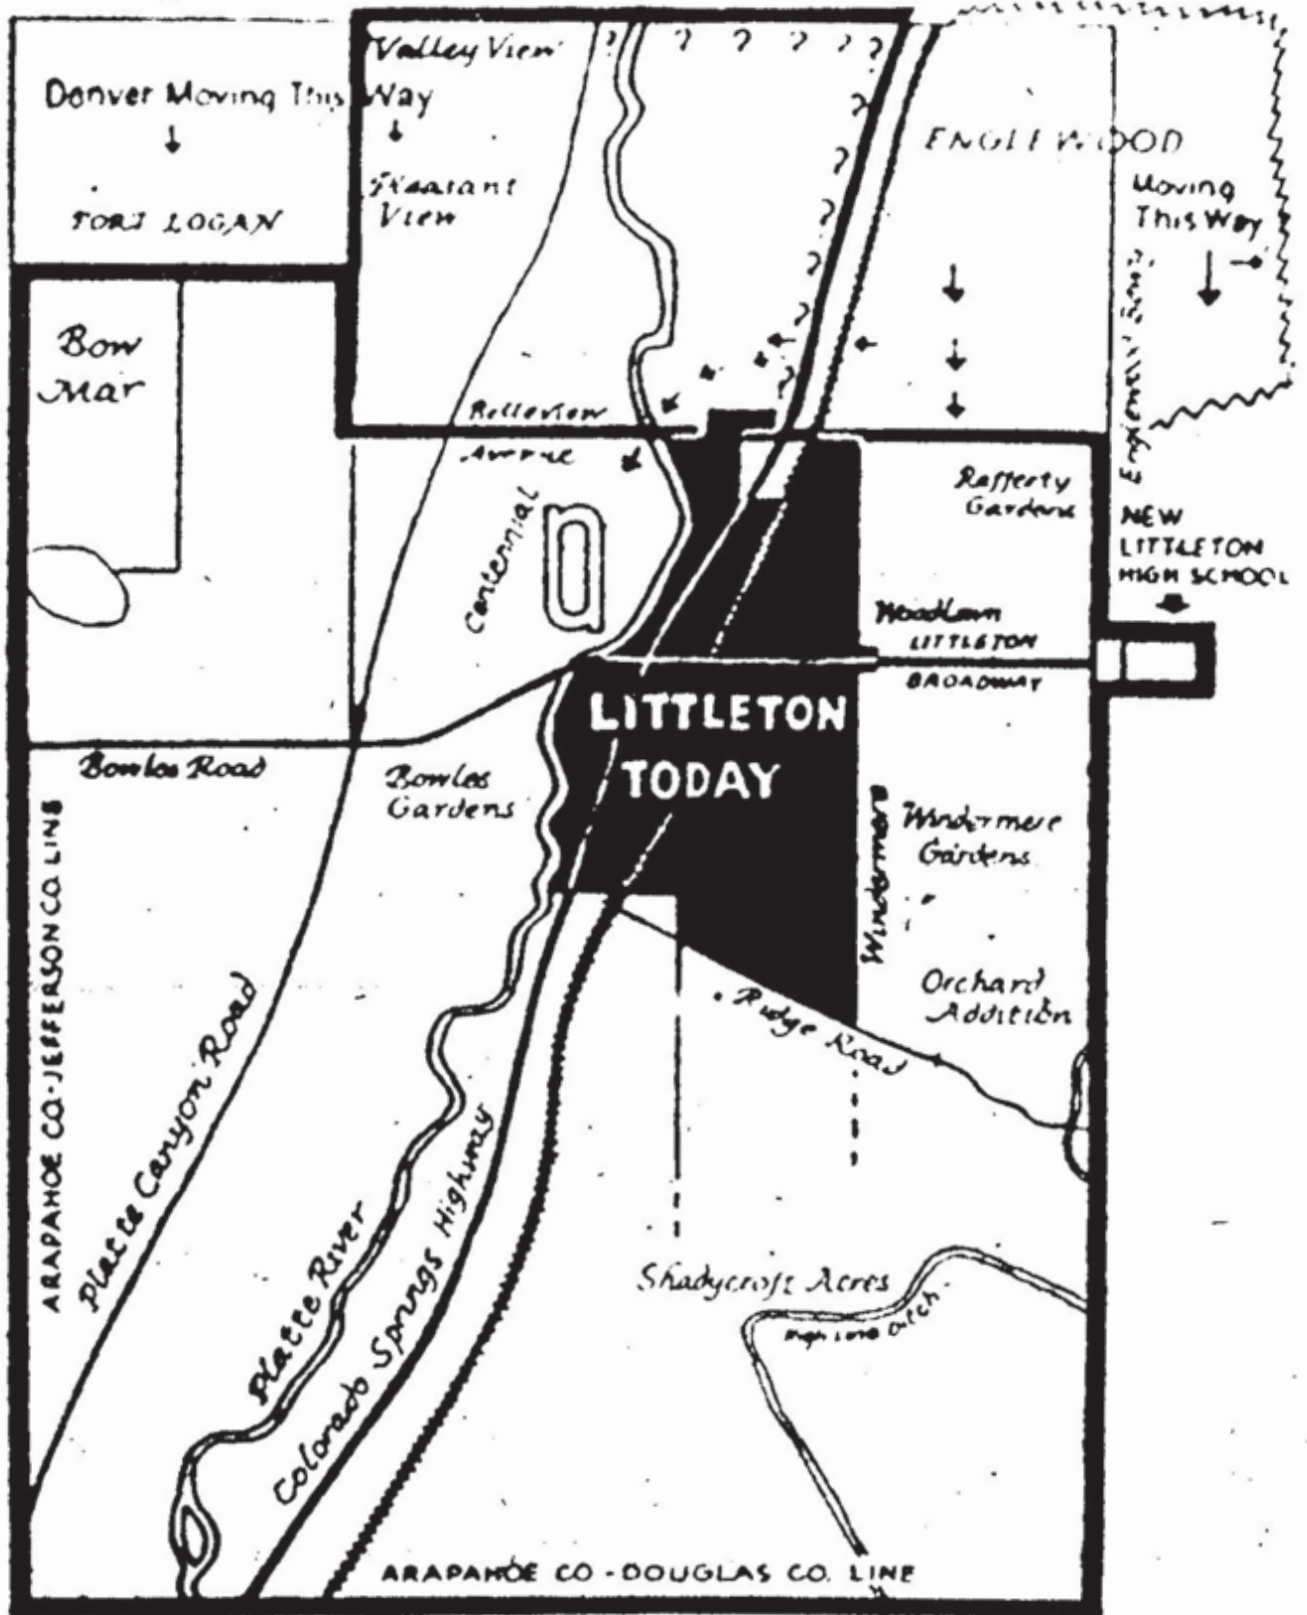 Valley View
? ? ? ? ? ?
Denver Moving This Way
ENGLEWOOD
Pleasant
View
Moving
This Way
FORT LOGAN
Bow
Mar
Belleview
Avenue
Rafferty
Gardens
Centennial
NEW
LITTLETON
HIGH SCHOOL
Woodlawn
LITTLETON
BROADWAY
LITTLETON
TODAY
Bowles Road
Bowles
Gardens
Windermere
Windermere
Gardens
ARAPAHOE CO.-JEFFERSON CO. LINE
Platte Canyon Road
Orchard
Addition
Ridge Road
Platte River
Colorado Springs Highway
Shadycroft Acres
High Line Ditch
ARAPAHOE CO - DOUGLAS CO. LINE